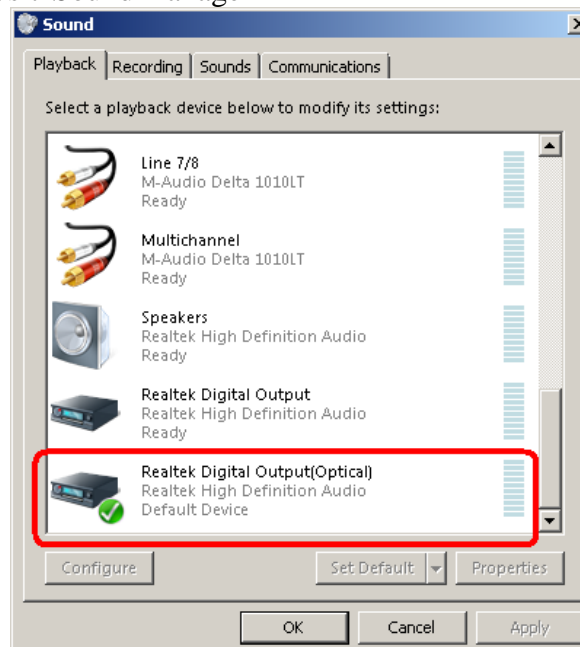 Sound
Playback Recording Sounds Communications
Select a playback device below to modify its settings:
Line 7/8
M-Audio Delta 1010LT
Ready
Multichannel
M-Audio Delta 1010LT
Ready
Speakers
Realtek High Definition Audio
Ready
Realtek Digital Output
Realtek High Definition Audio
Ready
Realtek Digital Output(Optical)
Realtek High Definition Audio
Default Device
Configure Set Default Properties
OK Cancel Apply